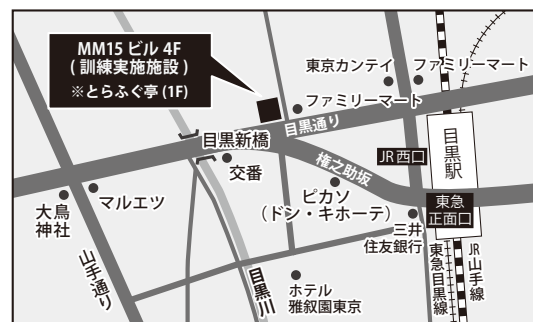 MM15 ビル 4F
( 訓練実施施設 )
※とらふぐ亭 (1F)
東京カンテイ
ファミリーマート
ファミリーマート
目黒通り
目黒新橋
交番
権之助坂
JR 西口
目黒駅
ピカソ
(ドン・キホーテ)
東急
正面口
三井
住友銀行
マルエツ
大鳥
神社
山手通り
目黒川
ホテル
雅叙園東京
東急目黒線
JR山手線